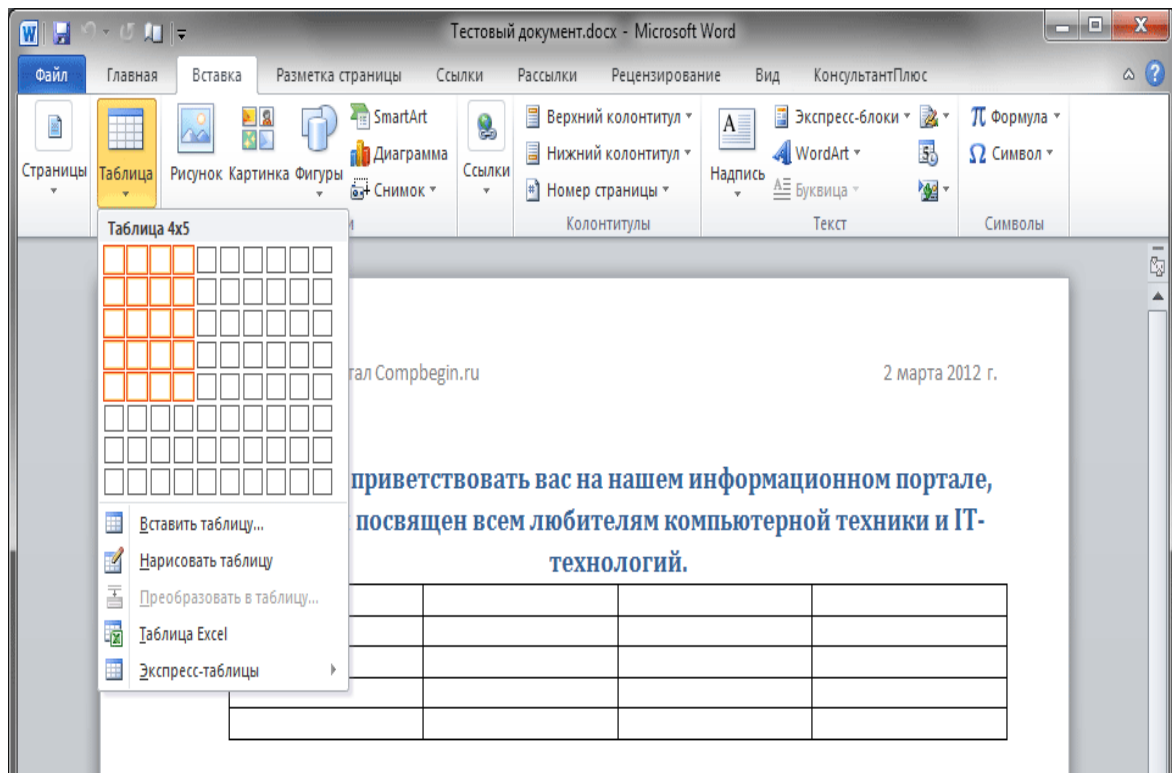 Тестовый документ.docx - Microsoft Word
Файл Главная Вставка Разметка страницы Ссылки Рассылки Рецензирование Вид КонсультантПлюс
Страницы
Таблица
Рисунок
Картинка
Фигуры
SmartArt
Диаграмма
Снимок
Ссылки
Верхний колонтитул
Нижний колонтитул
Номер страницы
Колонтитулы
Надпись
Экспресс-блоки
WordArt
Буквица
Текст
π Формула
Ω Символ
Символы
Таблица 4x5
Вставить таблицу...
Нарисовать таблицу
Преобразовать в таблицу...
Таблица Excel
Экспресс-таблицы
Compbegin.ru 2 марта 2012 г.
приветствовать вас на нашем информационном портале,
посвящен всем любителям компьютерной техники и IT-
технологий.